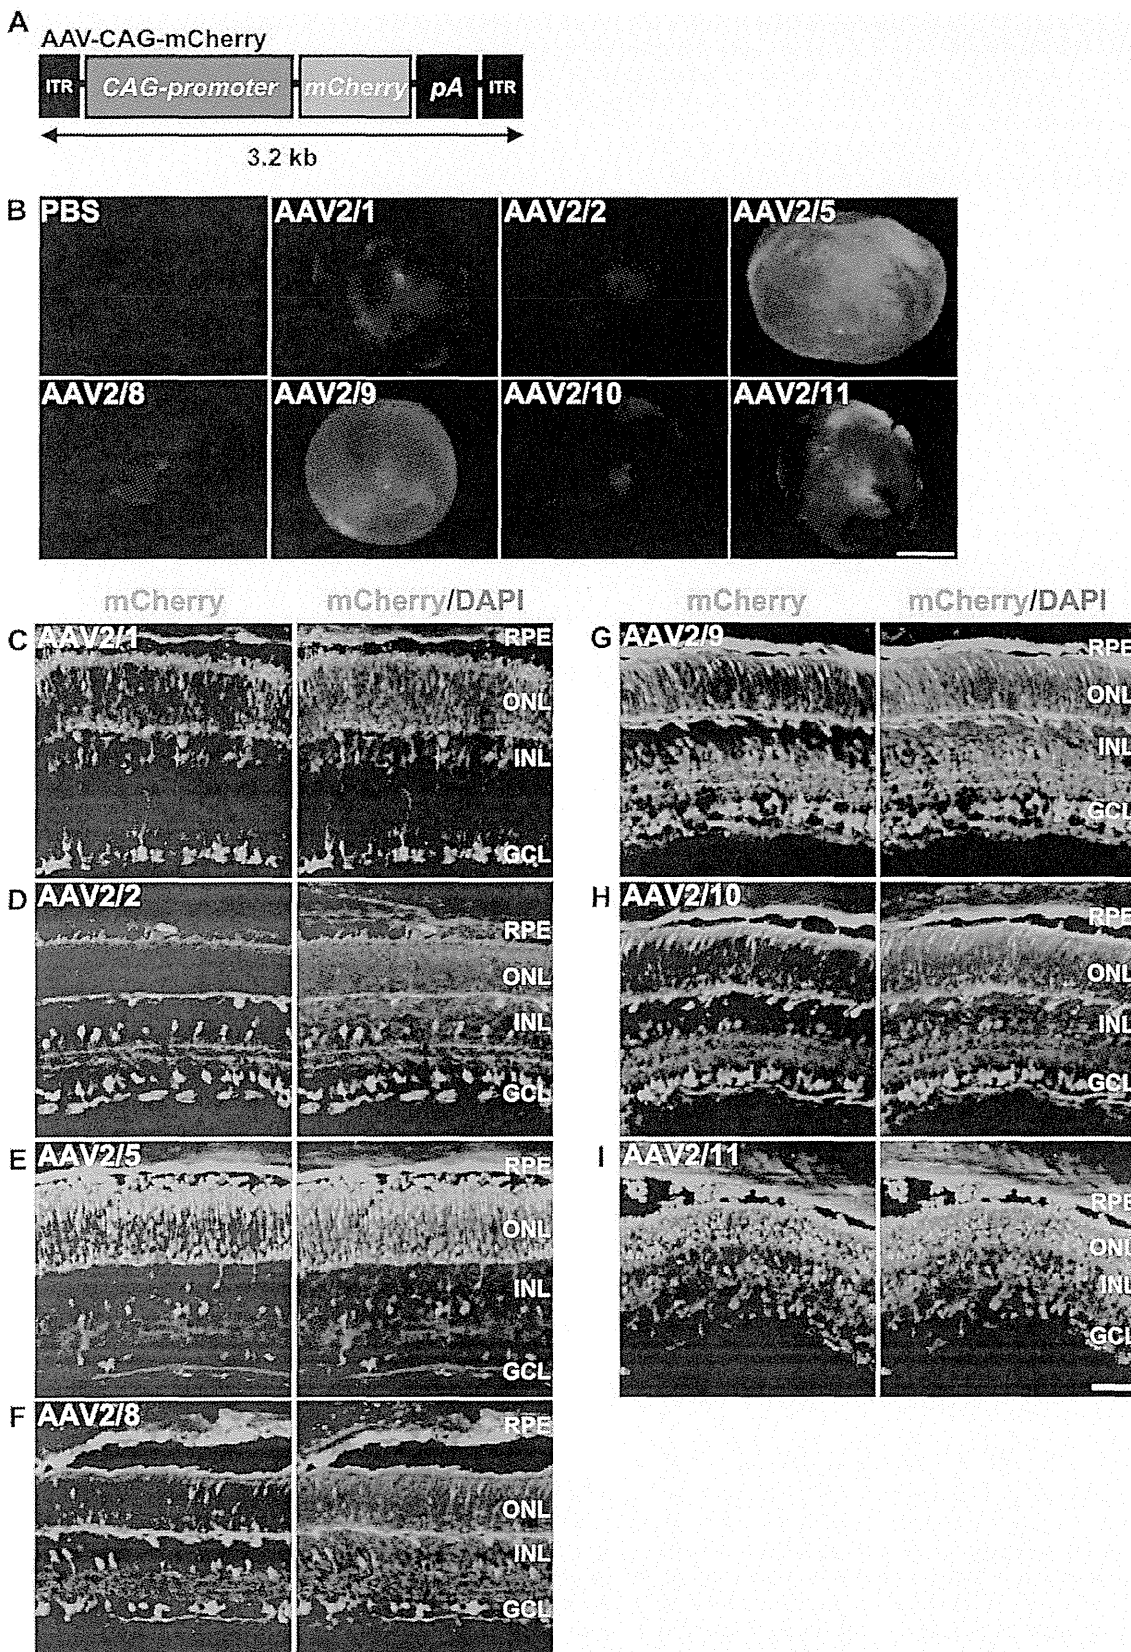 A
AAV-CAG-mCherry
ITR CAG-promoter mCherry pA ITR
3.2 kb
B
PBS AAV2/1 AAV2/2 AAV2/5
AAV2/8 AAV2/9 AAV2/10 AAV2/11
mCherry mCherry/DAPI
C AAV2/1 RPE
ONL
INL
GCL
D AAV2/2 RPE
ONL
INL
GCL
E AAV2/5 RPE
ONL
INL
GCL
F AAV2/8 RPE
ONL
INL
GCL
mCherry mCherry/DAPI
G AAV2/9 RPE
ONL
INL
GCL
H AAV2/10 RPE
ONL
INL
GCL
I AAV2/11 RPE
ONL
INL
GCL